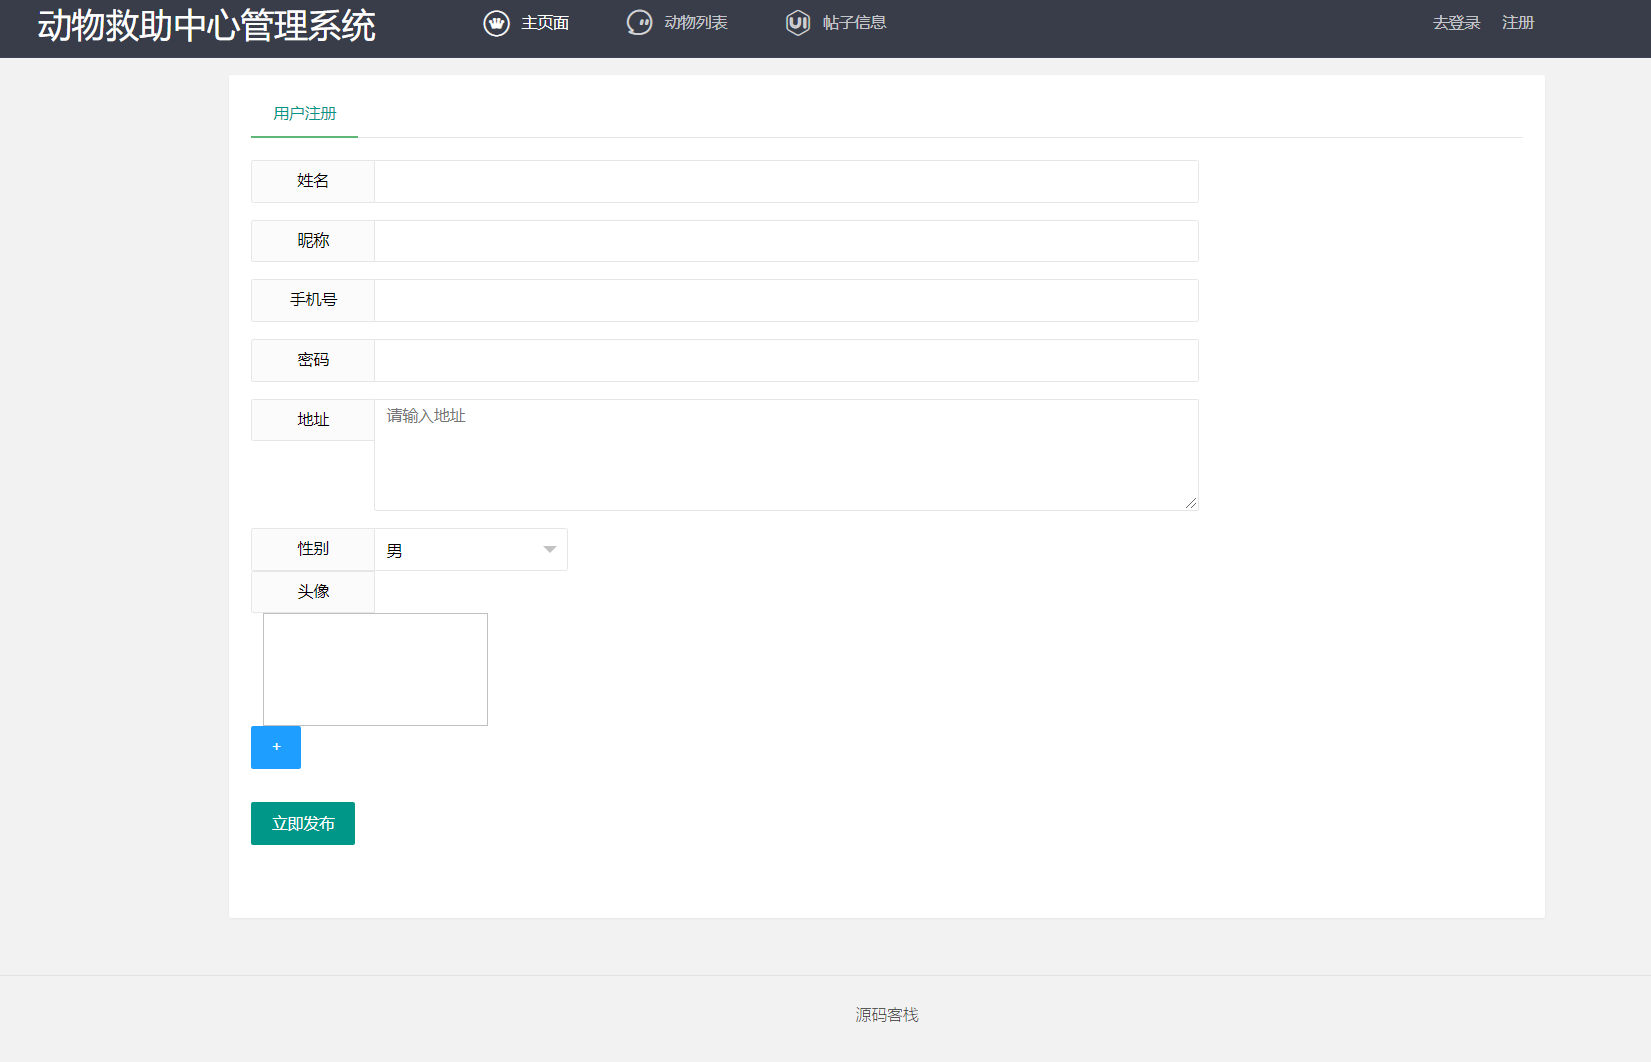 动物救助中心管理系统 主页面 动物列表 帖子信息 去登录 注册
用户注册
姓名
昵称
手机号
密码
地址 请输入地址
性别 男
头像
+
立即发布
源码客栈